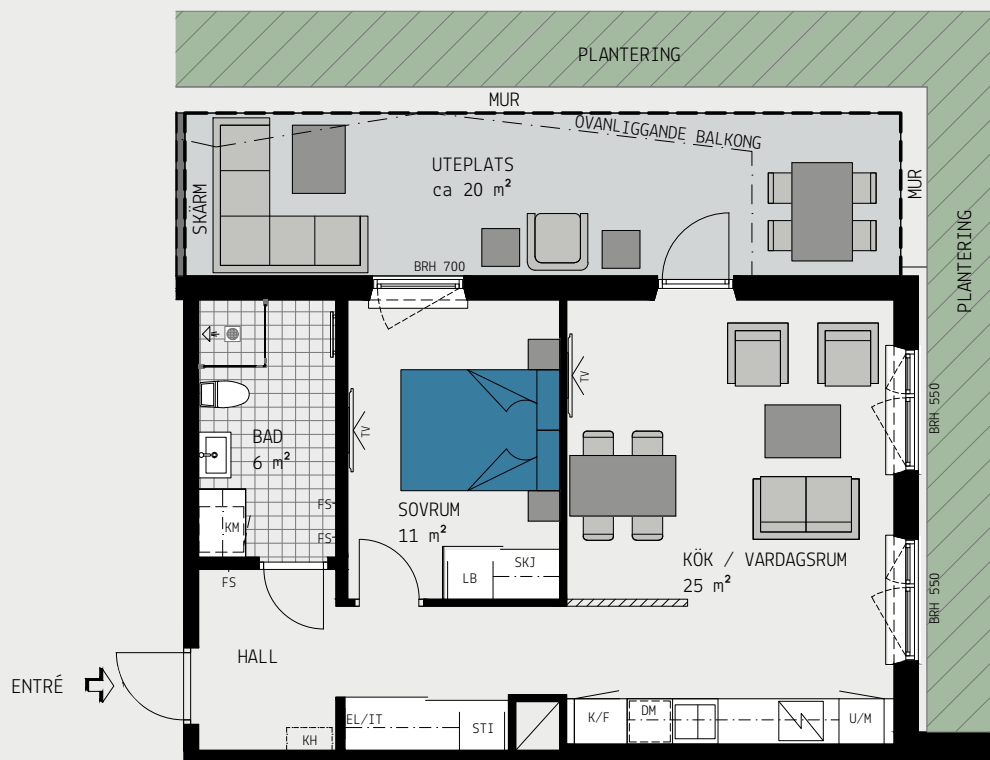 PLANTERING
MUR
OVANLIGGANDE BALKONG
UTEPLATS
ca 20 m²
SKÄRM
MUR
PLANTERING
BRH 700
TV
TV
BRH 550
BAD
6 m²
FS
FS
KM
FS
SOVRUM
11 m²
LB
SKJ
KÖK / VARDAGSRUM
25 m²
BRH 550
HALL
ENTRÉ
EL/IT
STI
KH
K/F
DM
U/M